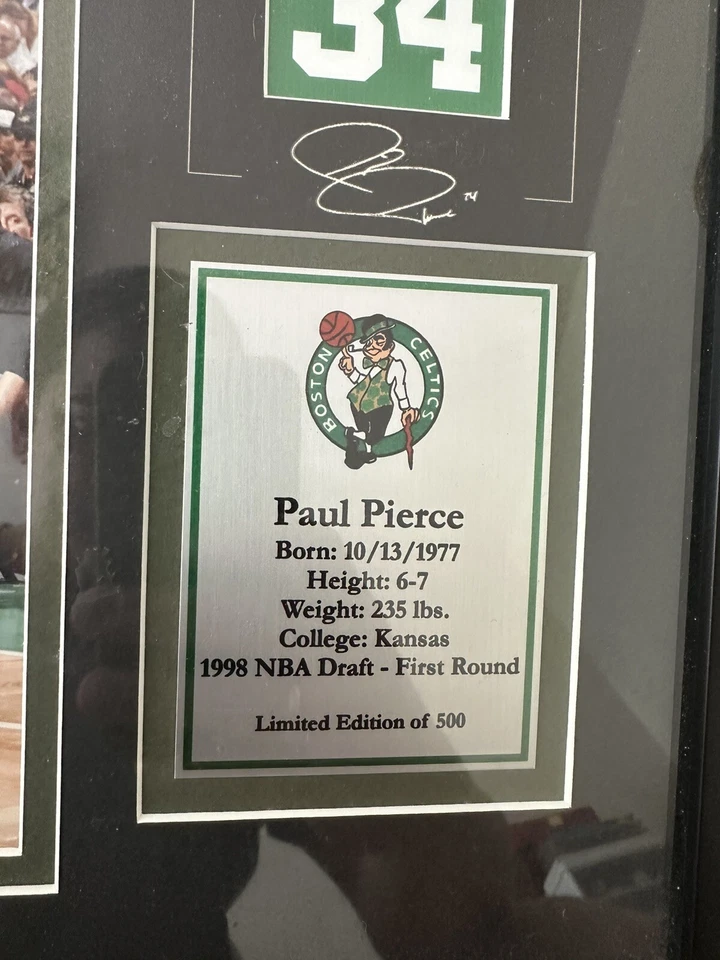 34
BOSTON CELTICS
Paul Pierce
Born: 10/13/1977
Height: 6-7
Weight: 235 lbs.
College: Kansas
1998 NBA Draft - First Round
Limited Edition of 500